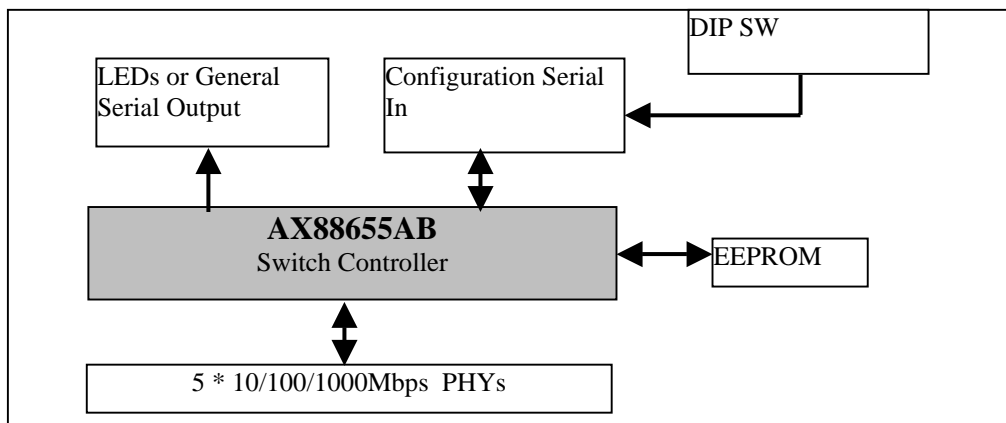 DIP SW
LEDs or General
Serial Output
Configuration Serial
In
AX88655AB
Switch Controller
EEPROM
5 * 10/100/1000Mbps PHYs